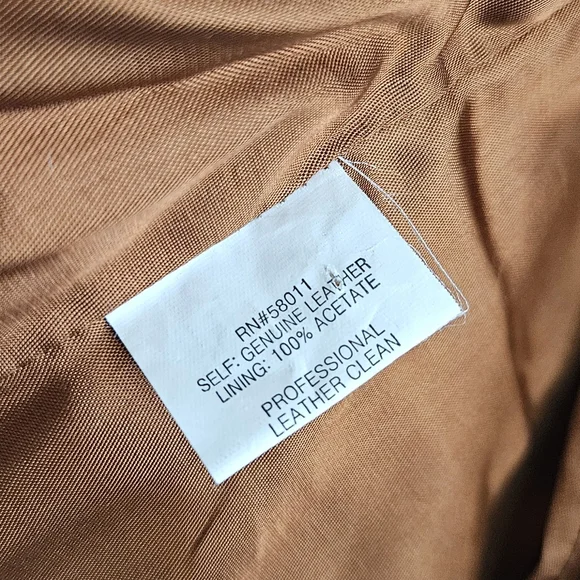 RN#58011
SELF: GENUINE LEATHER
LINING: 100% ACETATE
PROFESSIONAL
LEATHER CLEAN